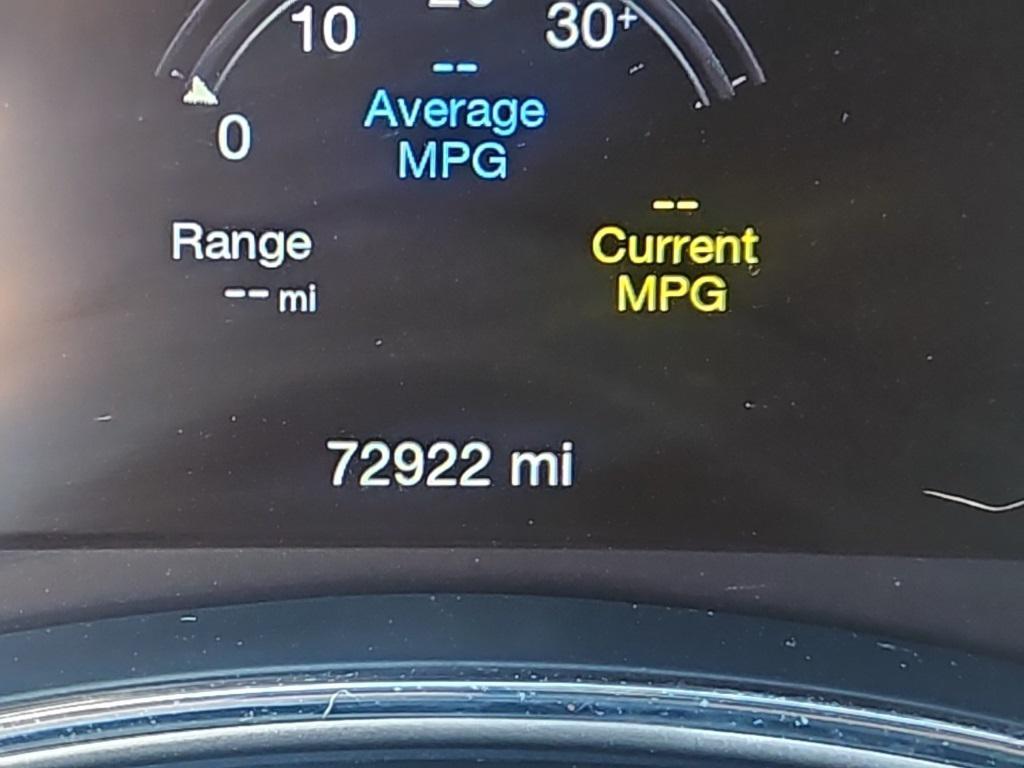 10
30+
--
Average
MPG
0
--
Range
Current
-- mi
MPG
72922 mi